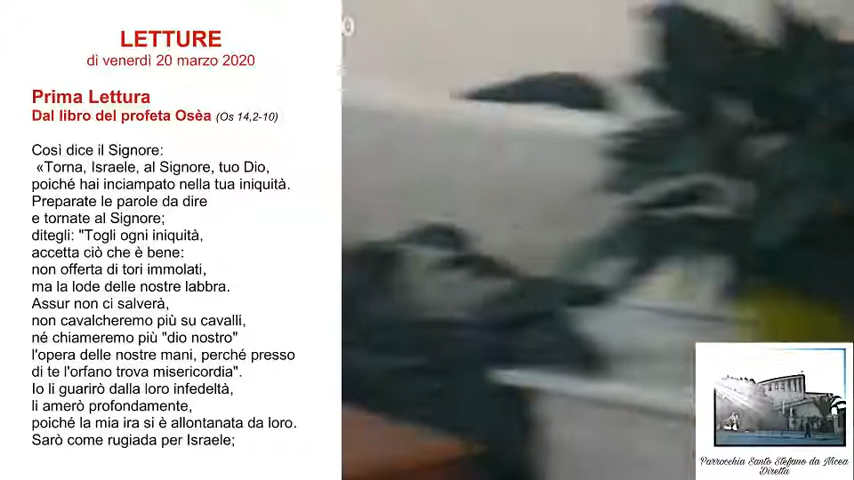 LETTURE
di venerdì 20 marzo 2020
Prima Lettura
Dal libro del profeta Osèa (Os 14,2-10)
Così dice il Signore:
«Torna, Israele, al Signore, tuo Dio,
poiché hai inciampato nella tua iniquità.
Preparate le parole da dire
e tornate al Signore;
ditegli: "Togli ogni iniquità,
accetta ciò che è bene:
non offerta di tori immolati,
ma la lode delle nostre labbra.
Assur non ci salverà,
non cavalcheremo più su cavalli,
né chiameremo più "dio nostro"
l'opera delle nostre mani, perché presso
di te l'orfano trova misericordia".
Io li guarirò dalla loro infedeltà,
li amerò profondamente,
poiché la mia ira si è allontanata da loro.
Sarò come rugiada per Israele;
0
Parrocchia Santo Stefano da Nicea
Diretta